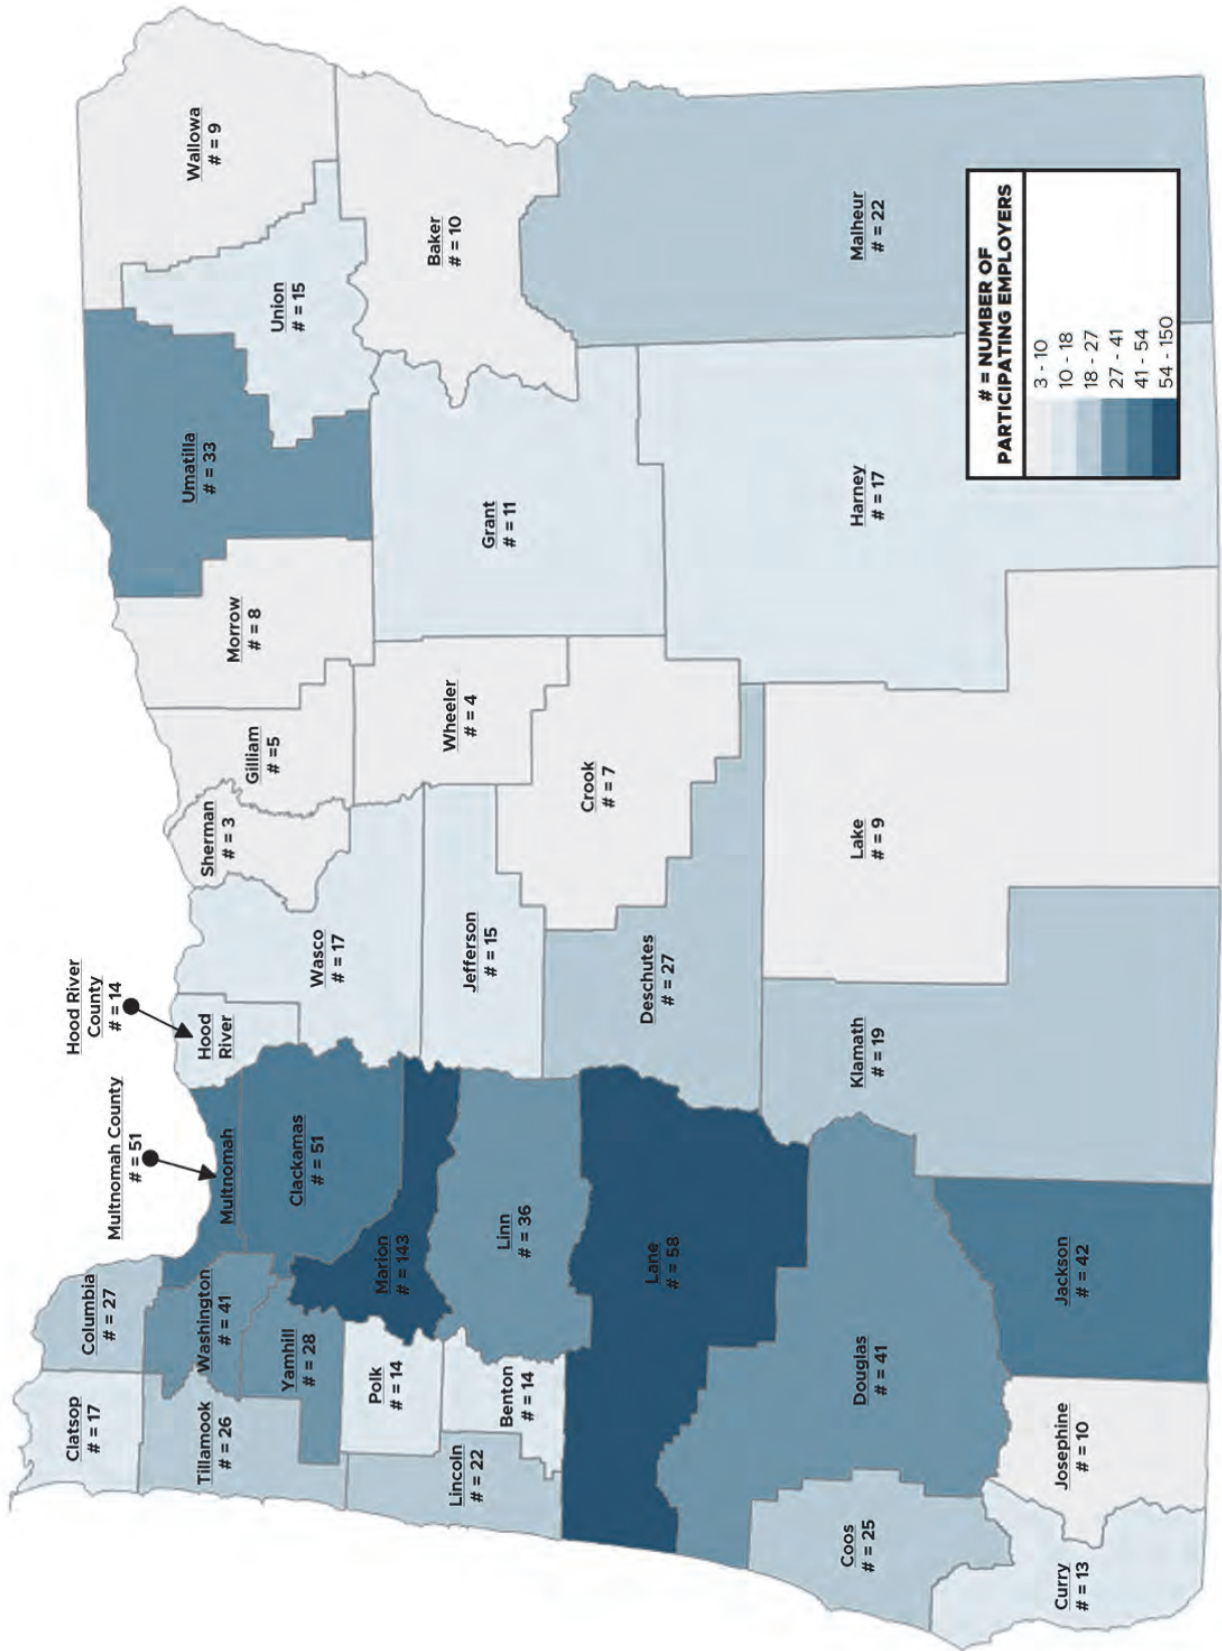 Clatsop
# = 17
Columbia
# = 27
Multnomah County
# = 51
Hood River
County
# = 14
Tillamook
# = 26
Washington
# = 41
Multnomah
Hood
River
Sherman
# = 3
Gilliam
# =5
Morrow
# = 8
Umatilla
# = 33
Union
# = 15
Wallowa
# = 9
Yamhill
# = 28
Clackamas
# = 51
Wasco
# = 17
Polk
# = 14
Marion
# = 143
Jefferson
# = 15
Wheeler
# = 4
Grant
# = 11
Baker
# = 10
Lincoln
# = 22
Benton
# = 14
Linn
# = 36
Crook
# = 7
Lane
# = 58
Deschutes
# = 27
Coos
# = 25
Douglas
# = 41
Klamath
# = 19
Lake
# = 9
Harney
# = 17
Malheur
# = 22
Curry
# = 13
Josephine
# = 10
Jackson
# = 42
# = NUMBER OF
PARTICIPATING EMPLOYERS
3 - 10
10 - 18
18 - 27
27 - 41
41 - 54
54 - 150